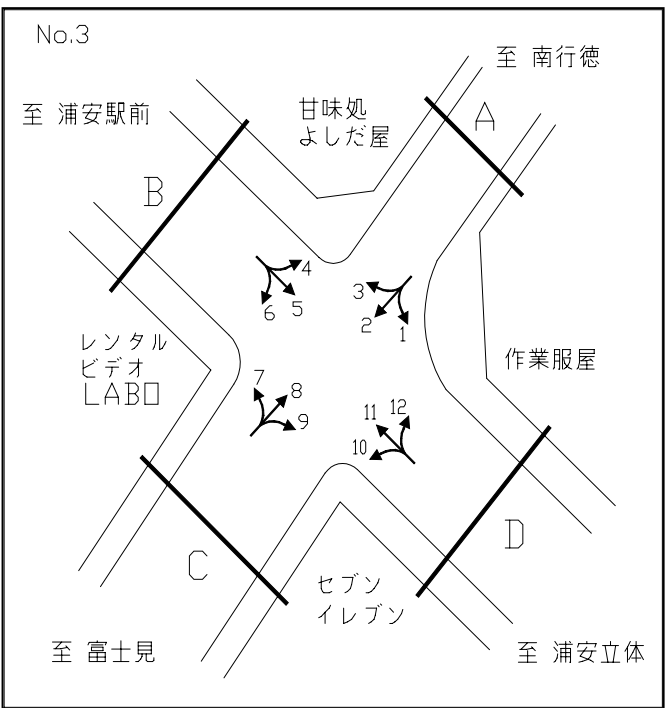 No.3
至 南行徳
至 浦安駅前
甘味処
よしだ屋
A
B
4
5
6
3
2
1
レンタル
ビデオ
LABO
作業服屋
7
8
9
11
12
10
C
D
セブン
イレブン
至 富士見
至 浦安立体